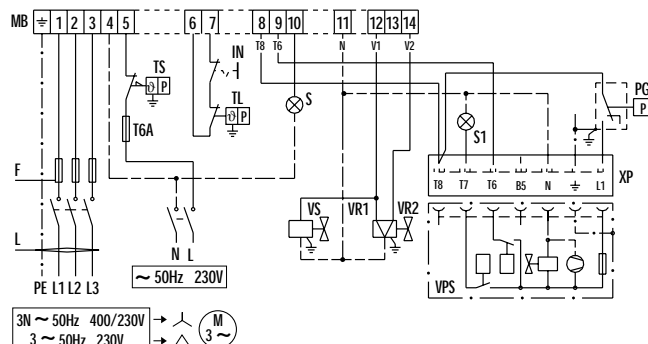 MB ⏚ 1 2 3 4 5 6 7 8 9 10 11 12 13 14
T8 T6 N V1 V2
TS
ϑ P
IN
TL
ϑ P
S
T6A
S1
PG
P
F
XP
T8 T7 T6 B5 N ⏚ L1
L
VS VR1 VR2
N L
PE L1 L2 L3
~ 50Hz 230V
VPS
3N ~ 50Hz 400/230V
3 ~ 50Hz 230V
M
3 ~